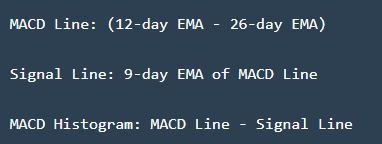 MACD Line: (12-day EMA - 26-day EMA)
Signal Line: 9-day EMA of MACD Line
MACD Histogram: MACD Line - Signal Line